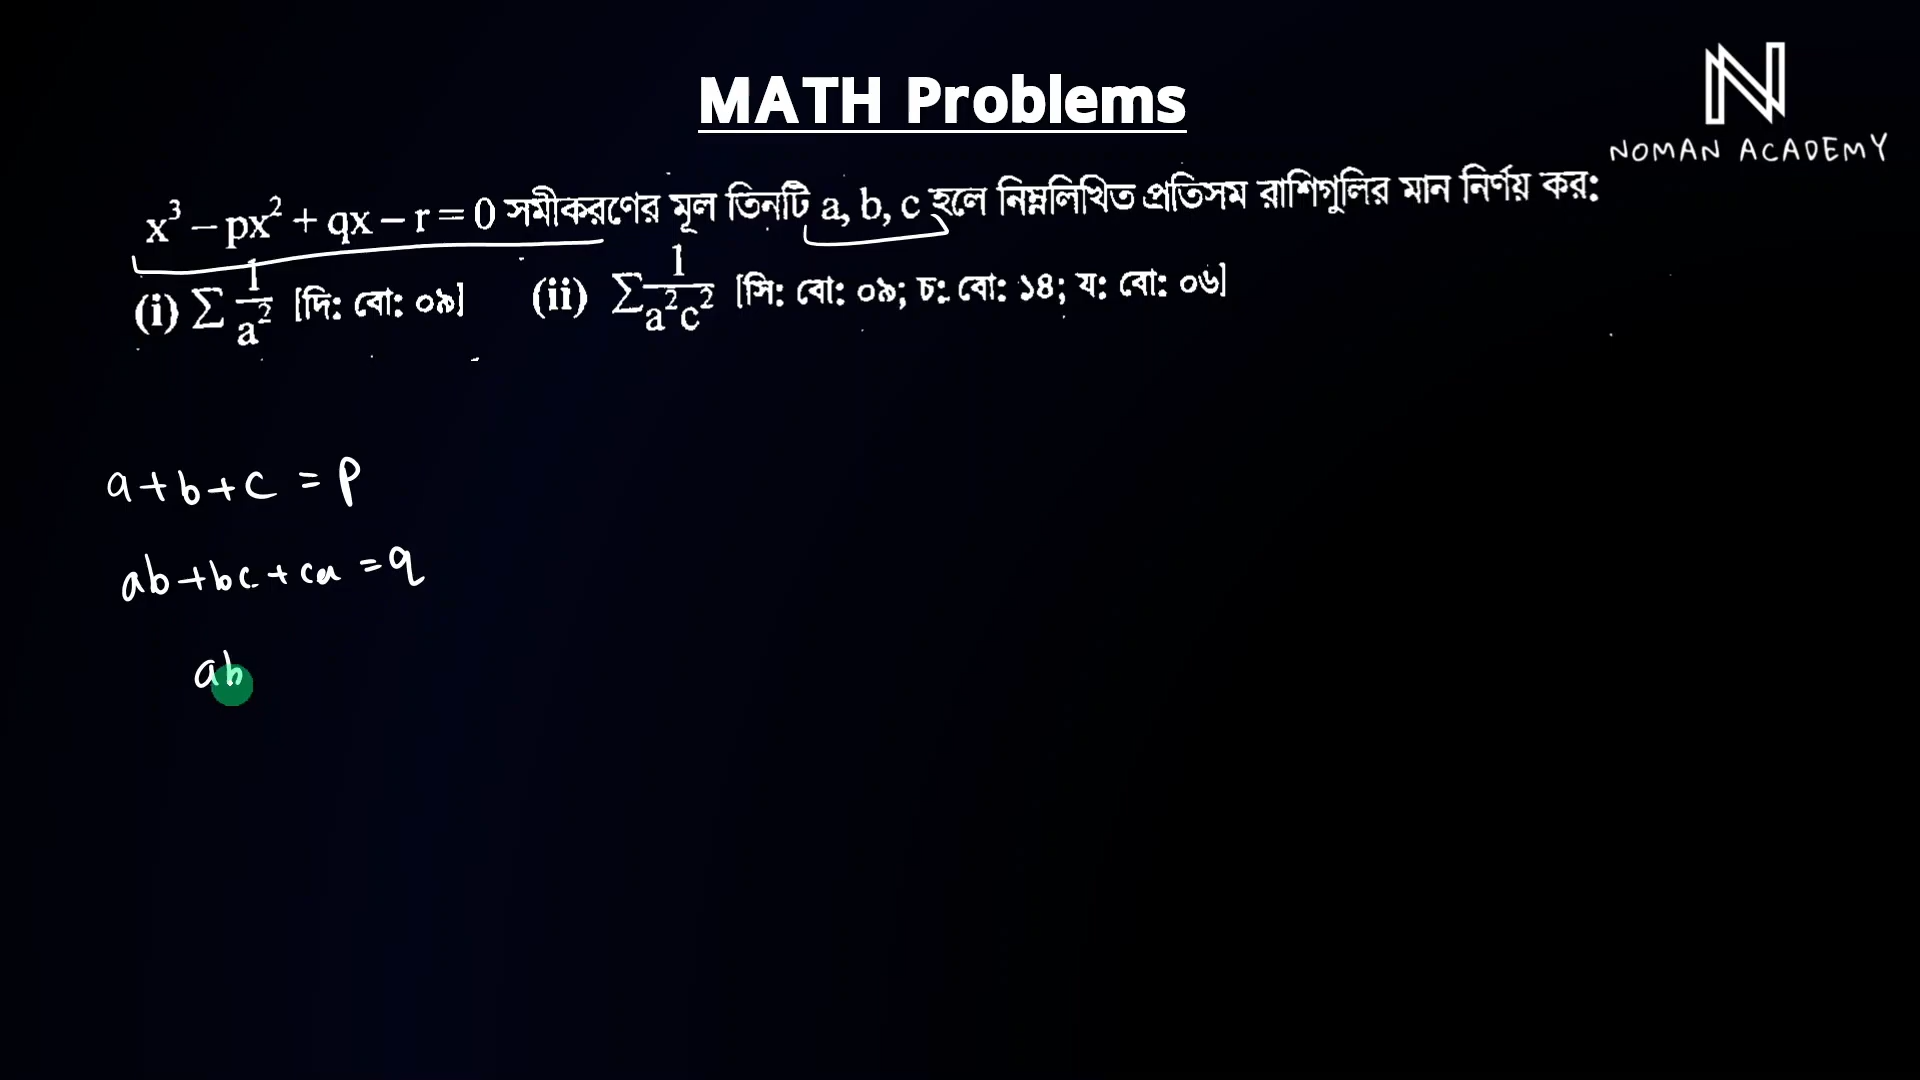 MATH Problems
NOMAN ACADEMY
x³ – px² + qx – r = 0 সমীকরণের মূল তিনটি a, b, c হলে নিম্নলিখিত প্রতিসম রাশিগুলির মান নির্ণয় কর:
(i) ∑ 1/a² [দি: বো: ০৯] (ii) ∑ 1/a²c² [সি: বো: ০৯; চ: বো: ১৪; য: বো: ০৬]
a+b+c = p
ab+bc+ca = q
ab